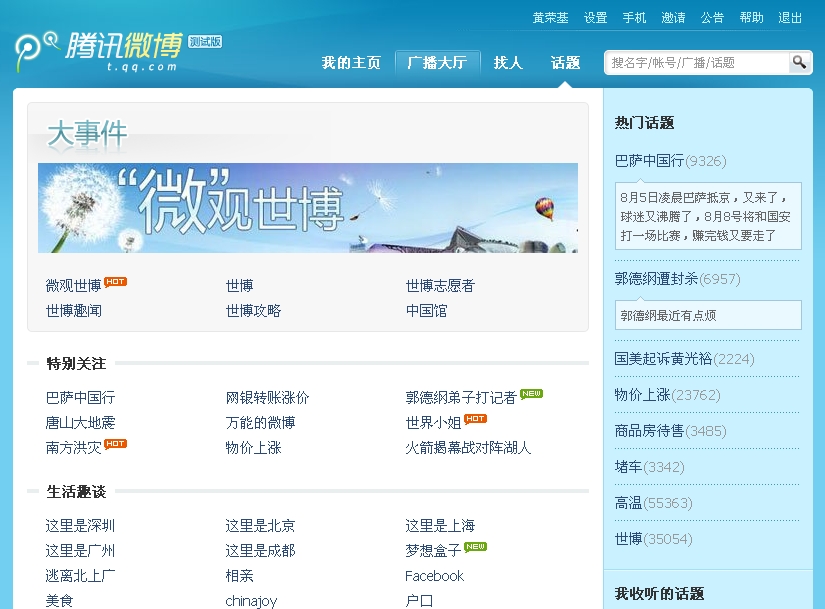 黄荣基 设置 手机 邀请 公告 帮助 退出
腾讯微博 测试版
t.qq.com
我的主页 广播大厅 找人 话题 搜名字/帐号/广播/话题
大事件
“微”观世博
微观世博 HOT 世博 世博志愿者
世博趣闻 世博攻略 中国馆
特别关注
巴萨中国行 网银转账涨价 郭德纲弟子打记者 NEW
唐山大地震 万能的微博 世界小姐 HOT
南方洪灾 HOT 物价上涨 火箭揭幕战对阵湖人
生活趣谈
这里是深圳 这里是北京 这里是上海
这里是广州 这里是成都 梦想盒子 NEW
逃离北上广 相亲 Facebook
美食 chinajoy 户口
热门话题
巴萨中国行(9326)
8月5日凌晨巴萨抵京，又来了，
球迷又沸腾了，8月8号将和国安
打一场比赛，赚完钱又要走了
郭德纲遭封杀(6957)
郭德纲最近有点烦
国美起诉黄光裕(2224)
物价上涨(23762)
商品房待售(3485)
堵车(3342)
高温(55363)
世博(35054)
我收听的话题